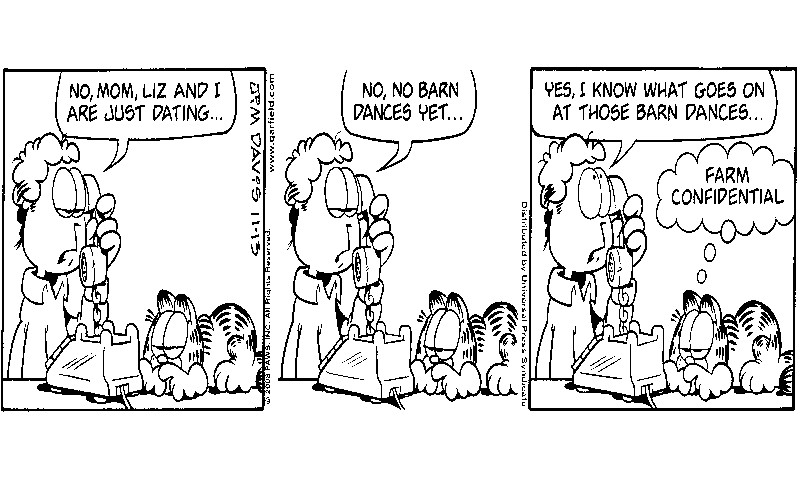 NO, MOM, LIZ AND I
ARE JUST DATING...
JIM DAVIS 11-13
www.garfield.com
© 2008 PAWS, INC. All Rights Reserved.
NO, NO BARN
DANCES YET...
Distributed by Universal Press Syndicate
YES, I KNOW WHAT GOES ON
AT THOSE BARN DANCES...
FARM
CONFIDENTIAL